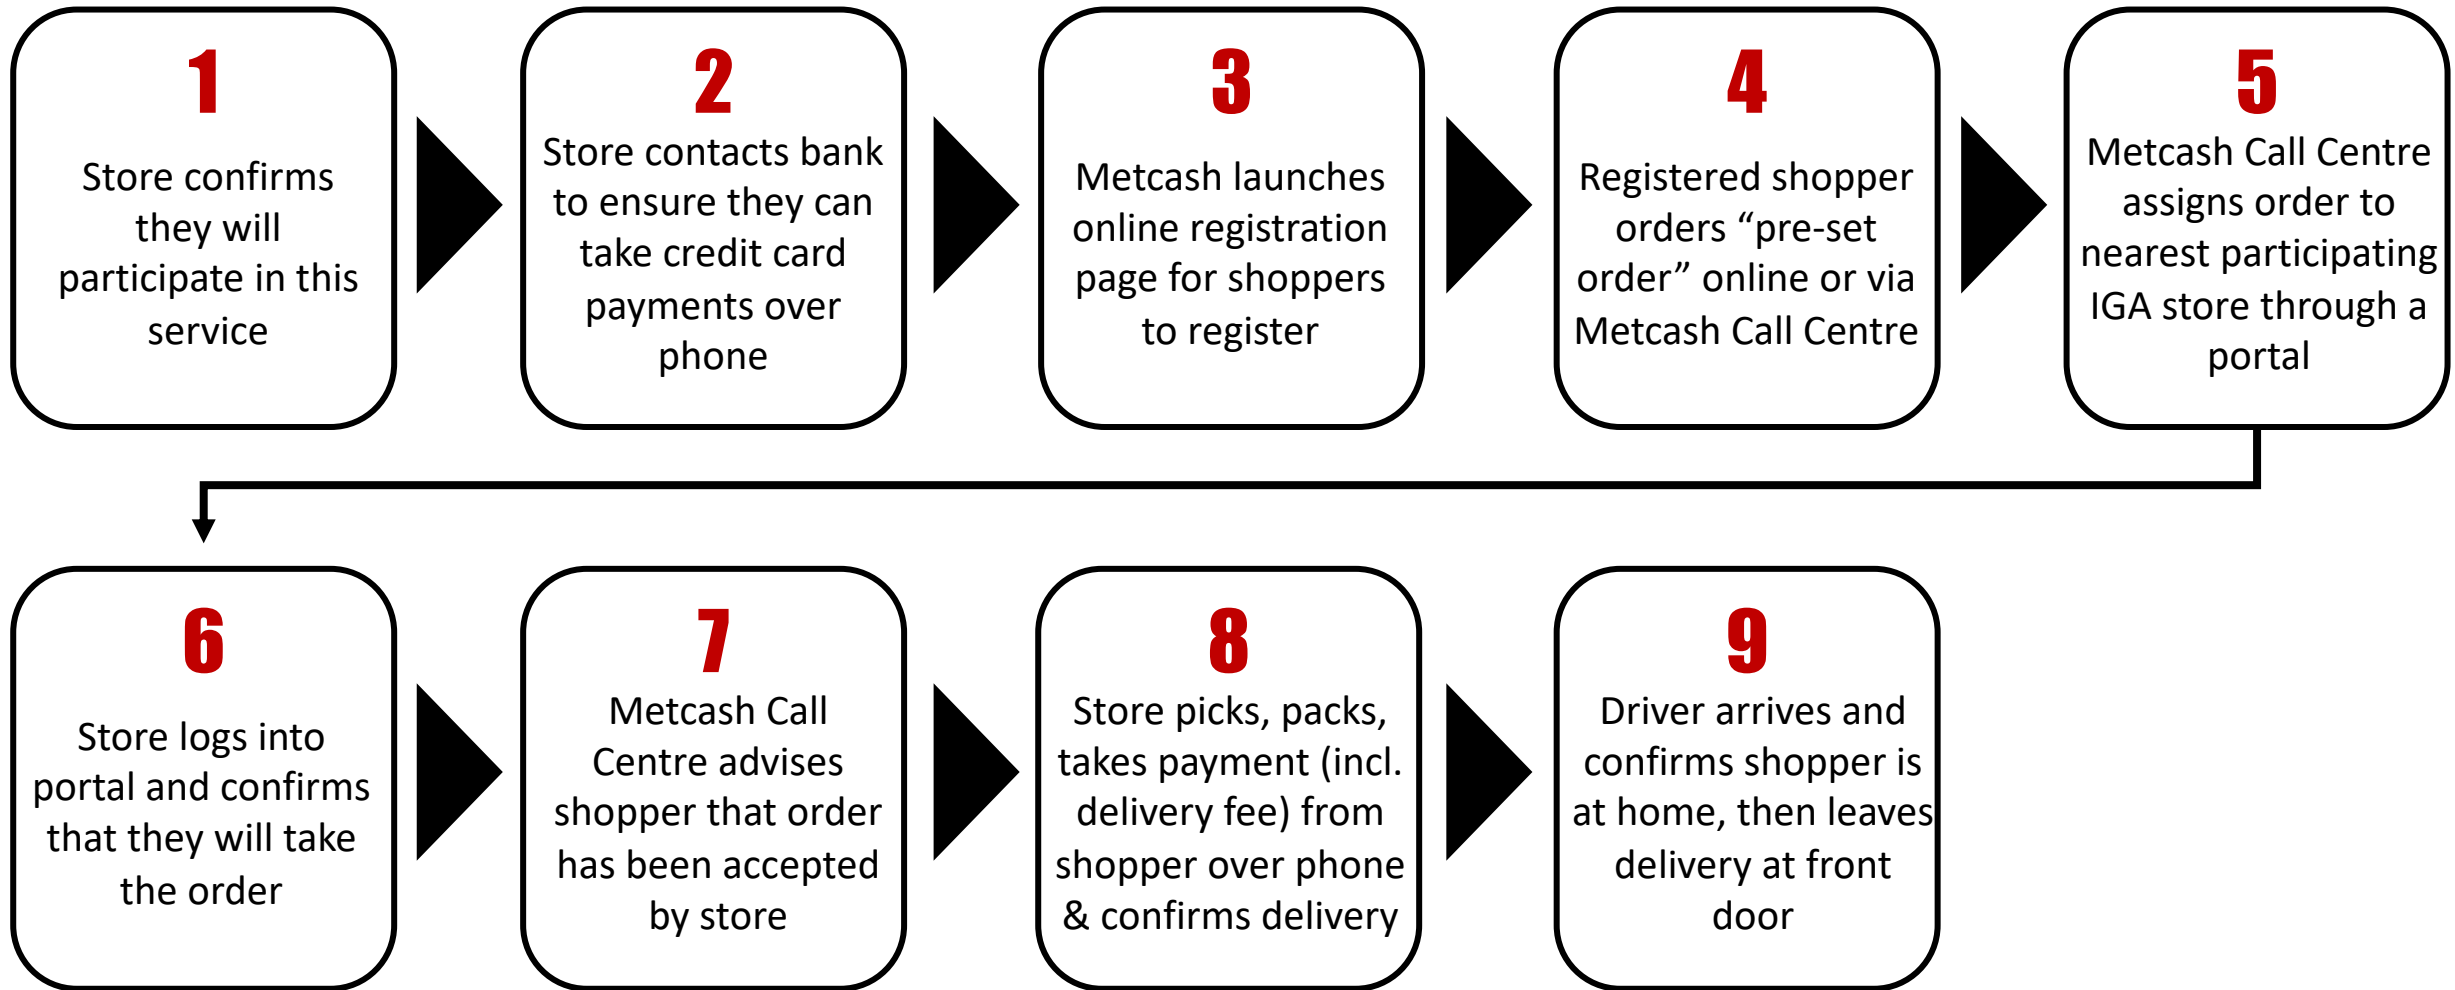 1
Store confirms
they will
participate in this
service
2
Store contacts bank
to ensure they can
take credit card
payments over
phone
3
Metcash launches
online registration
page for shoppers
to register
4
Registered shopper
orders “pre-set
order” online or via
Metcash Call Centre
5
Metcash Call Centre
assigns order to
nearest participating
IGA store through a
portal
6
Store logs into
portal and confirms
that they will take
the order
7
Metcash Call
Centre advises
shopper that order
has been accepted
by store
8
Store picks, packs,
takes payment (incl.
delivery fee) from
shopper over phone
& confirms delivery
9
Driver arrives and
confirms shopper is
at home, then leaves
delivery at front
door